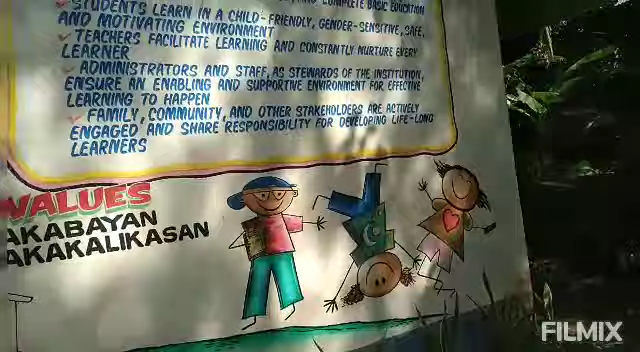 COMPLETE BASIC EDUCATION
✓ STUDENTS LEARN IN A CHILD-FRIENDLY, GENDER-SENSITIVE, SAFE,
AND MOTIVATING ENVIRONMENT
✓ TEACHERS FACILITATE LEARNING AND CONSTANTLY NURTURE EVERY
LEARNER
✓ ADMINISTRATORS AND STAFF, AS STEWARDS OF THE INSTITUTION,
ENSURE AN ENABLING AND SUPPORTIVE ENVIRONMENT FOR EFFECTIVE
LEARNING TO HAPPEN
✓ FAMILY, COMMUNITY, AND OTHER STAKEHOLDERS ARE ACTIVELY
ENGAGED AND SHARE RESPONSIBILITY FOR DEVELOPING LIFE-LONG
LEARNERS
VALUES
AKABAYAN
AKAKALIKASAN
FILMIX